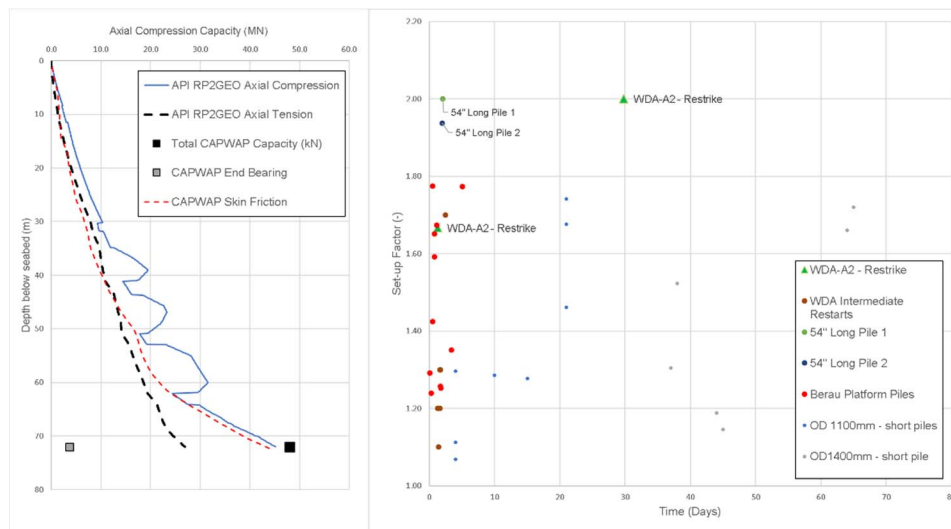 Axial Compression Capacity (MN)
0.0 10.0 20.0 30.0 40.0 50.0 60.0
0
10
20
30
40
50
60
70
80
Depth below seabed (m)
API RP2GEO Axial Compression
API RP2GEO Axial Tension
Total CAPWAP Capacity (kN)
CAPWAP End Bearing
CAPWAP Skin Friction
2.20
2.00
1.80
1.60
1.40
1.20
1.00
Set-up Factor (-)
54" Long Pile 1
54" Long Pile 2
WDA-A2 - Restrike
WDA-A2 - Restrike
WDA-A2 - Restrike
WDA Intermediate
Restarts
54" Long Pile 1
54" Long Pile 2
Berau Platform Piles
OD 1100mm - short piles
OD1400mm - short pile
0 10 20 30 40 50 60 70 80
Time (Days)